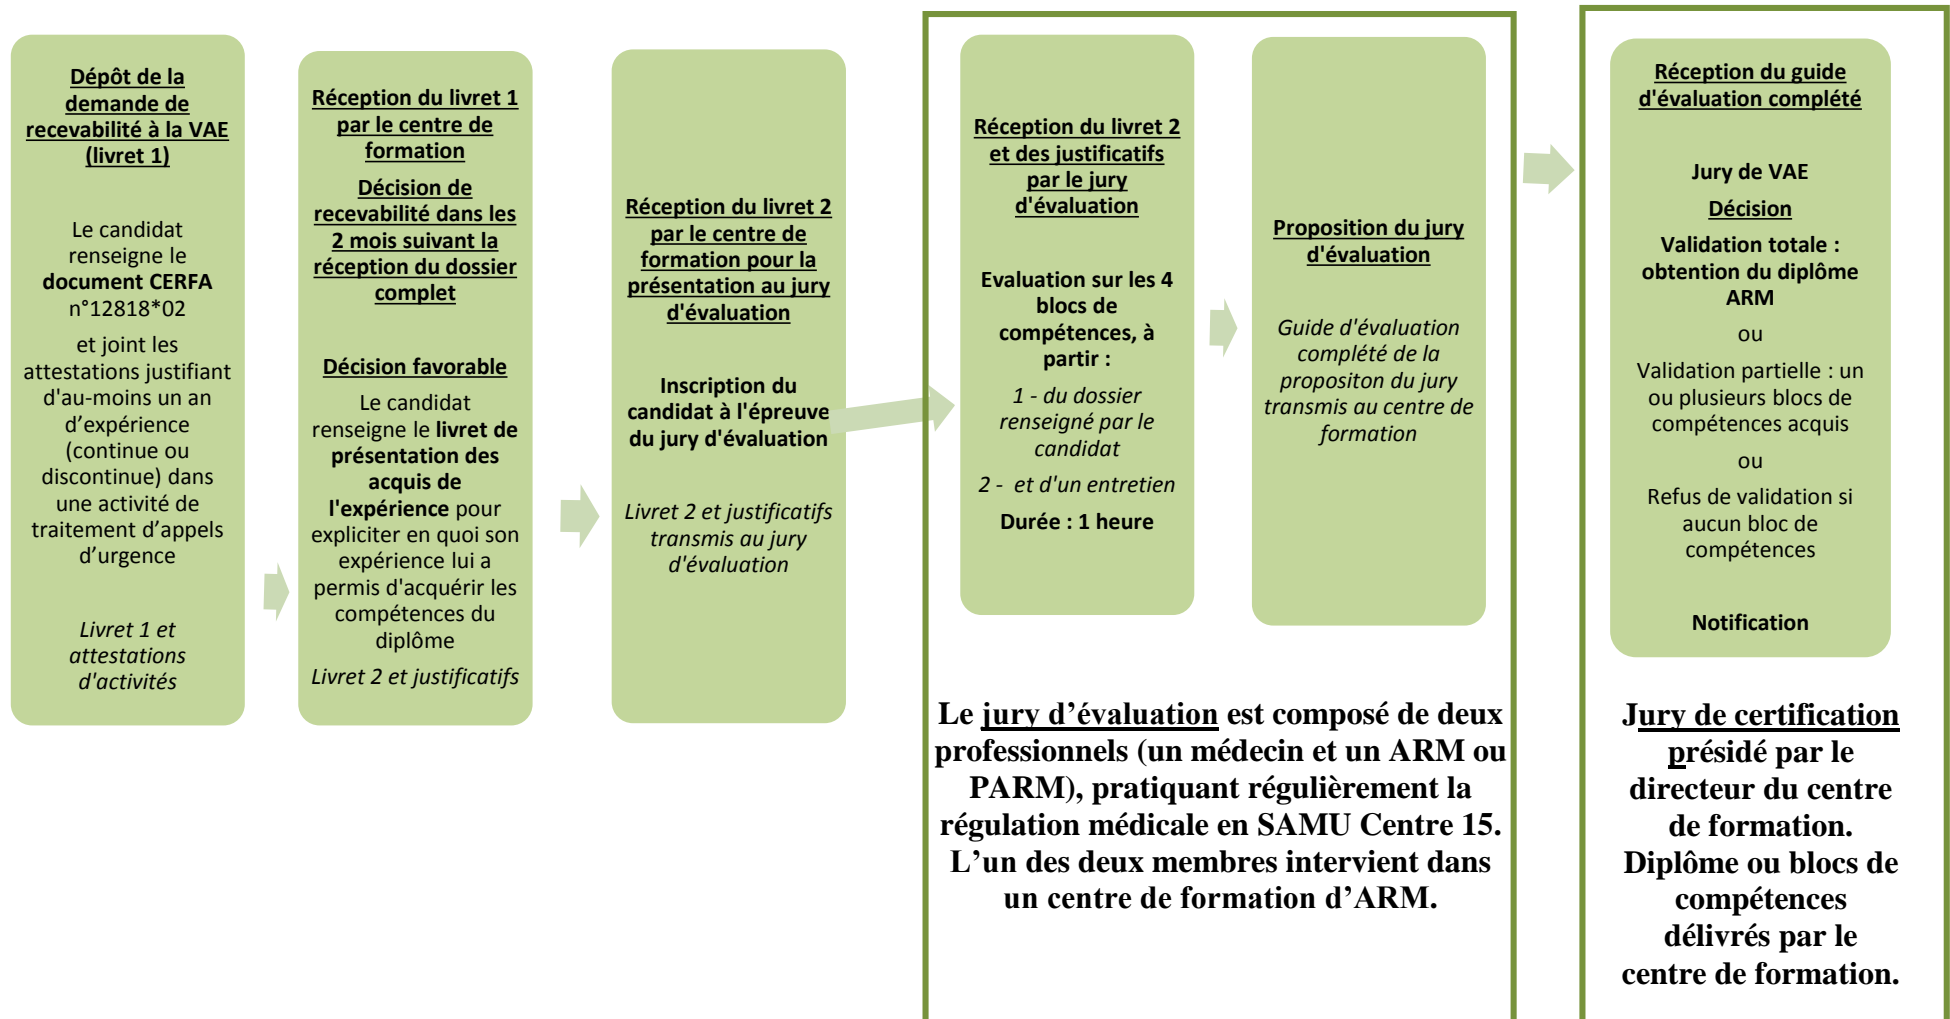 Dépôt de la
demande de
recevabilité à la VAE
(livret 1)
Le candidat
renseigne le
document CERFA
n°12818*02
et joint les
attestations justifiant
d'au-moins un an
d’expérience
(continue ou
discontinue) dans
une activité de
traitement d’appels
d’urgence
Livret 1 et
attestations
d'activités
Réception du livret 1
par le centre de
formation
Décision de
recevabilité dans les
2 mois suivant la
réception du dossier
complet
Décision favorable
Le candidat
renseigne le livret de
présentation des
acquis de
l'expérience pour
expliciter en quoi son
expérience lui a
permis d'acquérir les
compétences du
diplôme
Livret 2 et justificatifs
Réception du livret 2
par le centre de
formation pour la
présentation au jury
d'évaluation
Inscription du
candidat à l'épreuve
du jury d'évaluation
Livret 2 et justificatifs
transmis au jury
d'évaluation
Réception du livret 2
et des justificatifs
par le jury
d'évaluation
Evaluation sur les 4
blocs de
compétences, à
partir :
1 - du dossier
renseigné par le
candidat
2 -  et d'un entretien
Durée : 1 heure
Proposition du jury
d'évaluation
Guide d'évaluation
complété de la
propositon du jury
transmis au centre de
formation
Le jury d’évaluation est composé de deux
professionnels (un médecin et un ARM ou
PARM), pratiquant régulièrement la
régulation médicale en SAMU Centre 15.
L’un des deux membres intervient dans
un centre de formation d’ARM.
Réception du guide
d'évaluation complété
Jury de VAE
Décision
Validation totale :
obtention du diplôme
ARM
ou
Validation partielle : un
ou plusieurs blocs de
compétences acquis
ou
Refus de validation si
aucun bloc de
compétences
Notification
Jury de certification
présidé par le
directeur du centre
de formation.
Diplôme ou blocs de
compétences
délivrés par le
centre de formation.